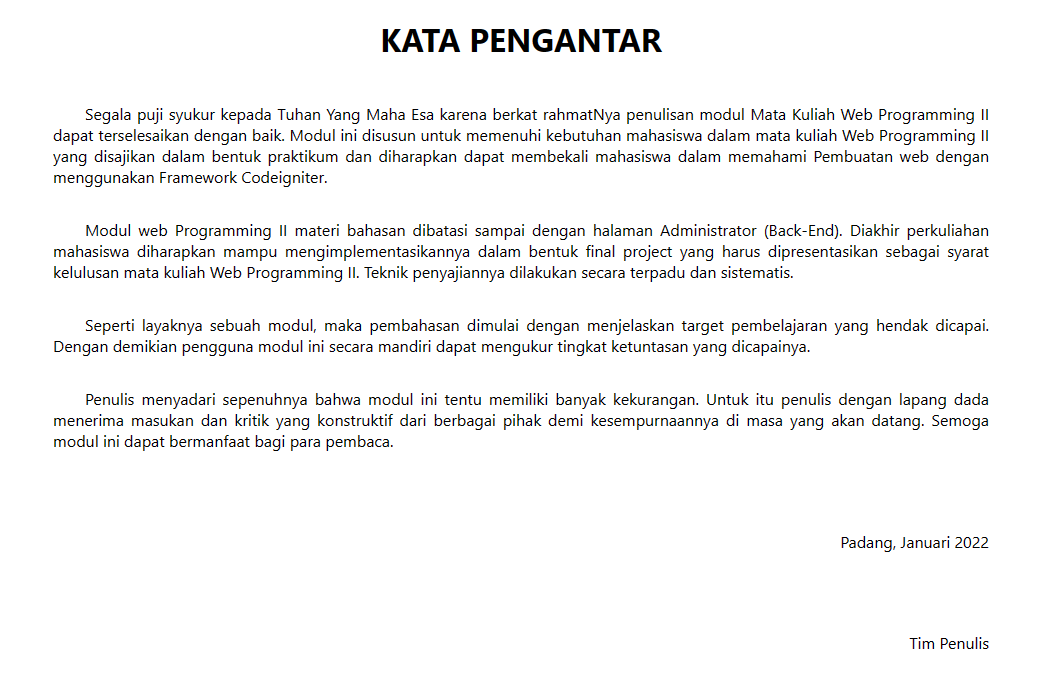 KATA PENGANTAR
Segala puji syukur kepada Tuhan Yang Maha Esa karena berkat rahmatNya penulisan modul Mata Kuliah Web Programming II
dapat terselesaikan dengan baik. Modul ini disusun untuk memenuhi kebutuhan mahasiswa dalam mata kuliah Web Programming II
yang disajikan dalam bentuk praktikum dan diharapkan dapat membekali mahasiswa dalam memahami Pembuatan web dengan
menggunakan Framework Codeigniter.
Modul web Programming II materi bahasan dibatasi sampai dengan halaman Administrator (Back-End). Diakhir perkuliahan
mahasiswa diharapkan mampu mengimplementasikannya dalam bentuk final project yang harus dipresentasikan sebagai syarat
kelulusan mata kuliah Web Programming II. Teknik penyajiannya dilakukan secara terpadu dan sistematis.
Seperti layaknya sebuah modul, maka pembahasan dimulai dengan menjelaskan target pembelajaran yang hendak dicapai.
Dengan demikian pengguna modul ini secara mandiri dapat mengukur tingkat ketuntasan yang dicapainya.
Penulis menyadari sepenuhnya bahwa modul ini tentu memiliki banyak kekurangan. Untuk itu penulis dengan lapang dada
menerima masukan dan kritik yang konstruktif dari berbagai pihak demi kesempurnaannya di masa yang akan datang. Semoga
modul ini dapat bermanfaat bagi para pembaca.
Padang, Januari 2022
Tim Penulis